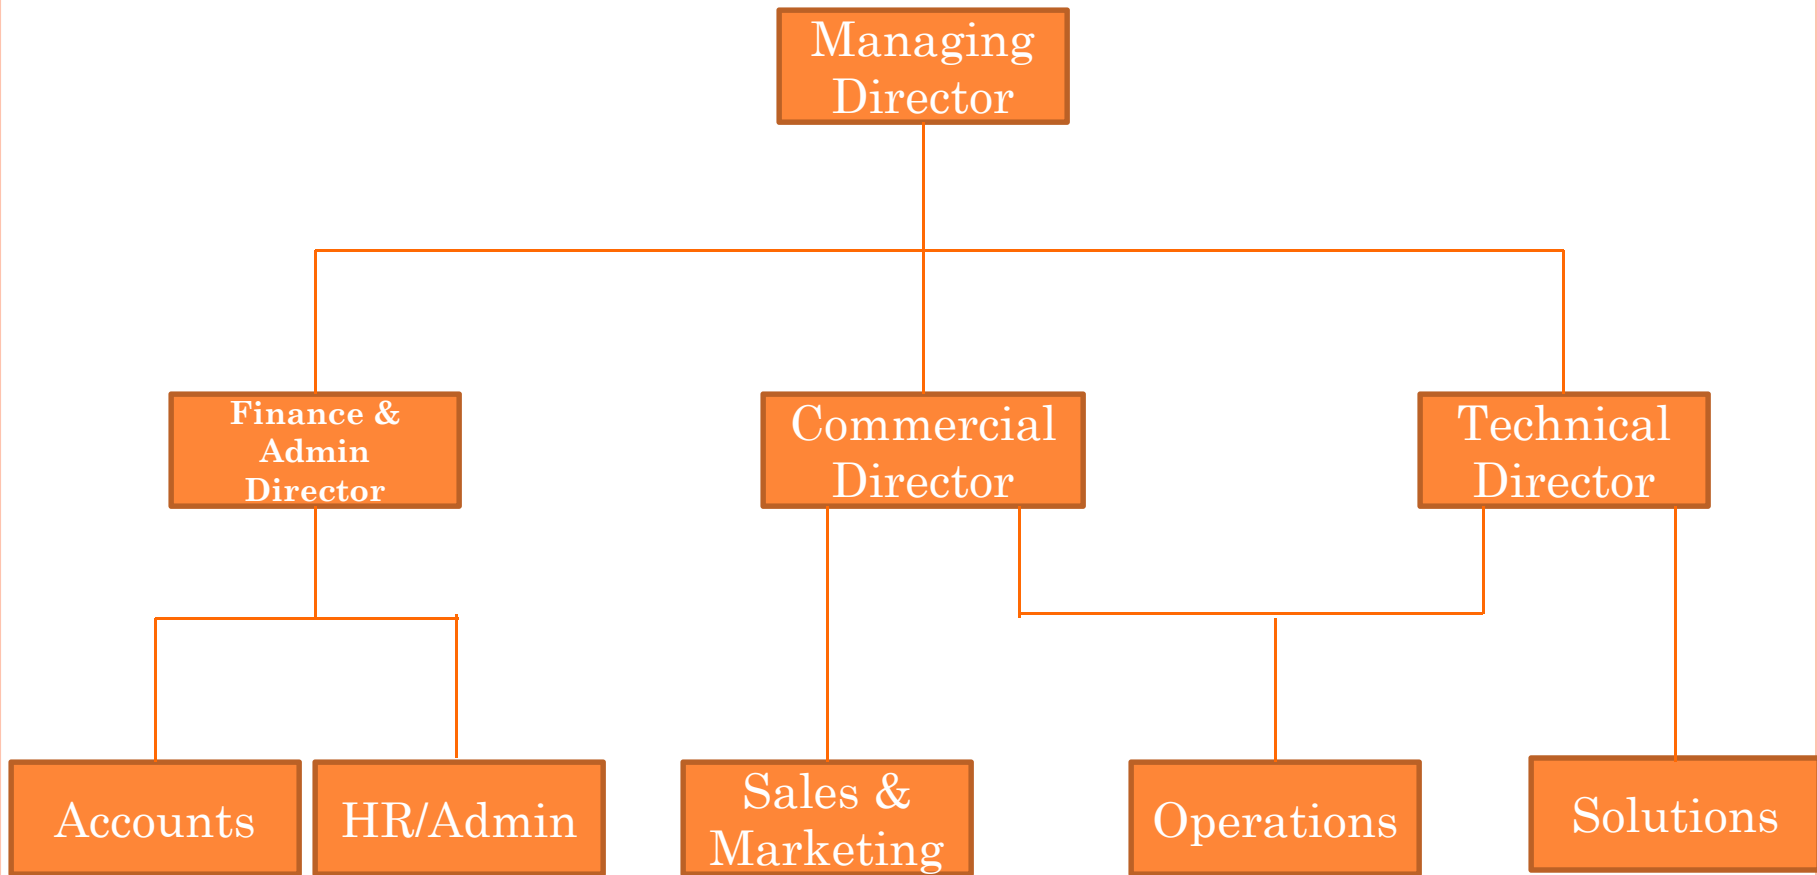 Managing
Director
Finance &
Admin
Director
Commercial
Director
Technical
Director
Accounts
HR/Admin
Sales &
Marketing
Operations
Solutions